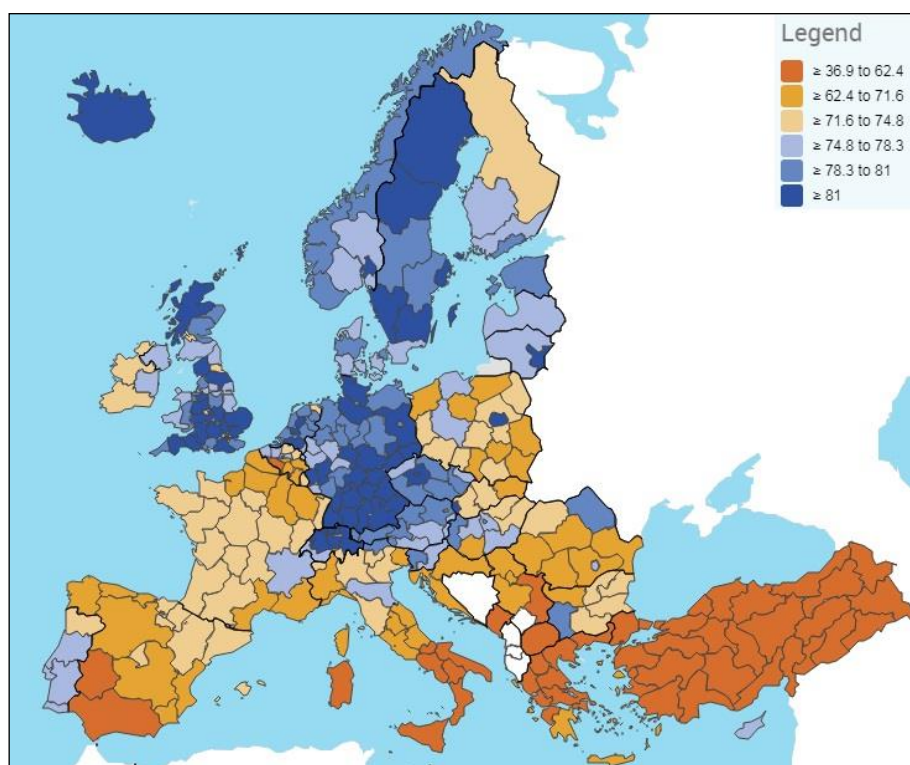 Legend
≥ 36.9 to 62.4
≥ 62.4 to 71.6
≥ 71.6 to 74.8
≥ 74.8 to 78.3
≥ 78.3 to 81
≥ 81